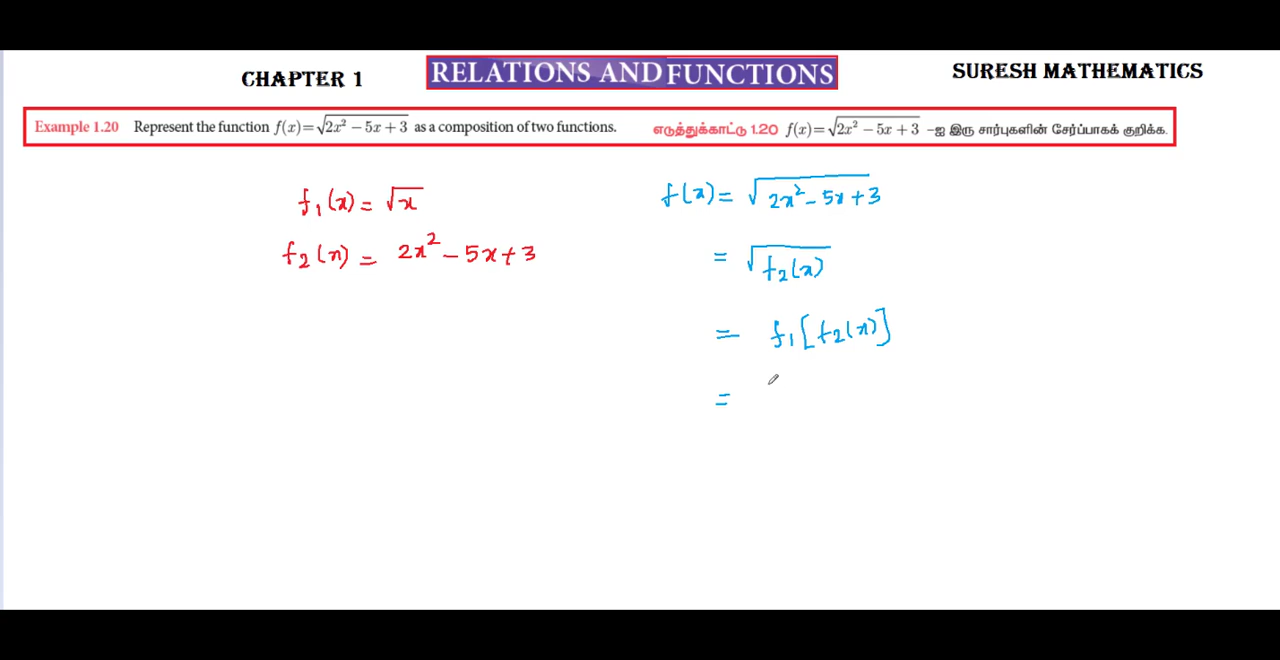 CHAPTER 1
RELATIONS AND FUNCTIONS
SURESH MATHEMATICS
Example 1.20 Represent the function f(x)=√(2x² − 5x + 3) as a composition of two functions.
எடுத்துக்காட்டு 1.20 f(x)=√(2x² − 5x + 3) −ஐ இரு சார்புகளின் சேர்ப்பாகக் குறிக்க.
f₁(x) = √x
f₂(x) = 2x² − 5x + 3
f(x) = √(2x² − 5x + 3)
= √(f₂(x))
= f₁[f₂(x)]
=